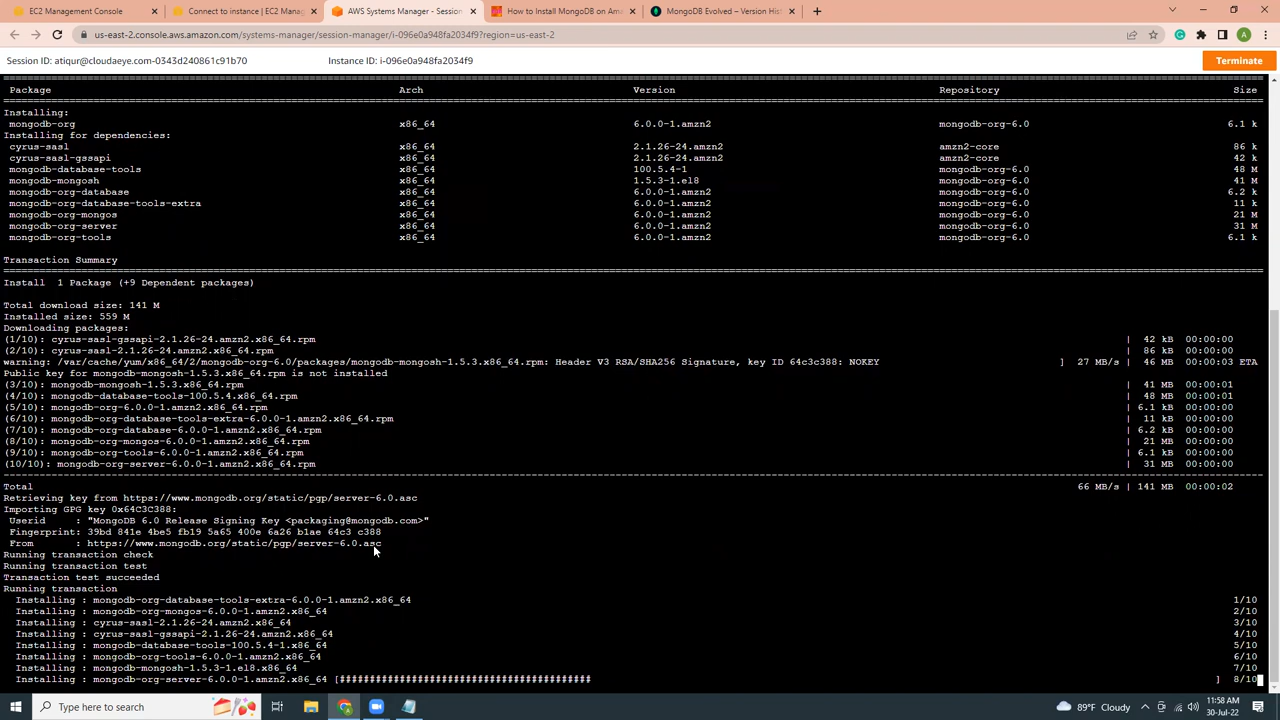 EC2 Management Console
Connect to instance | EC2 Manag
AWS Systems Manager - Session
How to Install MongoDB on Am
MongoDB Evolved – Version His
us-east-2.console.aws.amazon.com/systems-manager/session-manager/i-096e0a948fa2034f9?region=us-east-2
Session ID: atiqur@cloudaeye.com-0343d240861c91b70 Instance ID: i-096e0a948fa2034f9 Terminate
Package Arch Version Repository Size
Installing:
mongodb-org x86_64 6.0.0-1.amzn2 mongodb-org-6.0 6.1 k
Installing for dependencies:
cyrus-sasl x86_64 2.1.26-24.amzn2 amzn2-core 86 k
cyrus-sasl-gssapi x86_64 2.1.26-24.amzn2 amzn2-core 42 k
mongodb-database-tools x86_64 100.5.4-1 mongodb-org-6.0 48 M
mongodb-mongosh x86_64 1.5.3-1.el8 mongodb-org-6.0 41 M
mongodb-org-database x86_64 6.0.0-1.amzn2 mongodb-org-6.0 6.2 k
mongodb-org-database-tools-extra x86_64 6.0.0-1.amzn2 mongodb-org-6.0 11 k
mongodb-org-mongos x86_64 6.0.0-1.amzn2 mongodb-org-6.0 21 M
mongodb-org-server x86_64 6.0.0-1.amzn2 mongodb-org-6.0 31 M
mongodb-org-tools x86_64 6.0.0-1.amzn2 mongodb-org-6.0 6.1 k
Transaction Summary
Install 1 Package (+9 Dependent packages)
Total download size: 141 M
Installed size: 559 M
Downloading packages:
(1/10): cyrus-sasl-gssapi-2.1.26-24.amzn2.x86_64.rpm | 42 kB 00:00:00
(2/10): cyrus-sasl-2.1.26-24.amzn2.x86_64.rpm | 86 kB 00:00:00
warning: /var/cache/yum/x86_64/2/mongodb-org-6.0/packages/mongodb-mongosh-1.5.3.x86_64.rpm: Header V3 RSA/SHA256 Signature, key ID 64c3c388: NOKEY ] 27 MB/s | 46 MB 00:00:03 ETA
Public key for mongodb-mongosh-1.5.3.x86_64.rpm is not installed
(3/10): mongodb-mongosh-1.5.3.x86_64.rpm | 41 MB 00:00:01
(4/10): mongodb-database-tools-100.5.4.x86_64.rpm | 48 MB 00:00:01
(5/10): mongodb-org-6.0.0-1.amzn2.x86_64.rpm | 6.1 kB 00:00:00
(6/10): mongodb-org-database-tools-extra-6.0.0-1.amzn2.x86_64.rpm | 11 kB 00:00:00
(7/10): mongodb-org-database-6.0.0-1.amzn2.x86_64.rpm | 6.2 kB 00:00:00
(8/10): mongodb-org-mongos-6.0.0-1.amzn2.x86_64.rpm | 21 MB 00:00:00
(9/10): mongodb-org-tools-6.0.0-1.amzn2.x86_64.rpm | 6.1 kB 00:00:00
(10/10): mongodb-org-server-6.0.0-1.amzn2.x86_64.rpm | 31 MB 00:00:00
Total 66 MB/s | 141 MB 00:00:02
Retrieving key from https://www.mongodb.org/static/pgp/server-6.0.asc
Importing GPG key 0x64C3C388:
Userid : "MongoDB 6.0 Release Signing Key <packaging@mongodb.com>"
Fingerprint: 39bd 841e 4be5 fb19 5a65 400e 6a26 b1ae 64c3 c388
From : https://www.mongodb.org/static/pgp/server-6.0.asc
Running transaction check
Running transaction test
Transaction test succeeded
Running transaction
Installing : mongodb-org-database-tools-extra-6.0.0-1.amzn2.x86_64 1/10
Installing : mongodb-org-mongos-6.0.0-1.amzn2.x86_64 2/10
Installing : cyrus-sasl-2.1.26-24.amzn2.x86_64 3/10
Installing : cyrus-sasl-gssapi-2.1.26-24.amzn2.x86_64 4/10
Installing : mongodb-database-tools-100.5.4-1.x86_64 5/10
Installing : mongodb-org-tools-6.0.0-1.amzn2.x86_64 6/10
Installing : mongodb-mongosh-1.5.3-1.el8.x86_64 7/10
Installing : mongodb-org-server-6.0.0-1.amzn2.x86_64 [########################################## ] 8/10
Type here to search
89°F Cloudy
11:58 AM
30-Jul-22